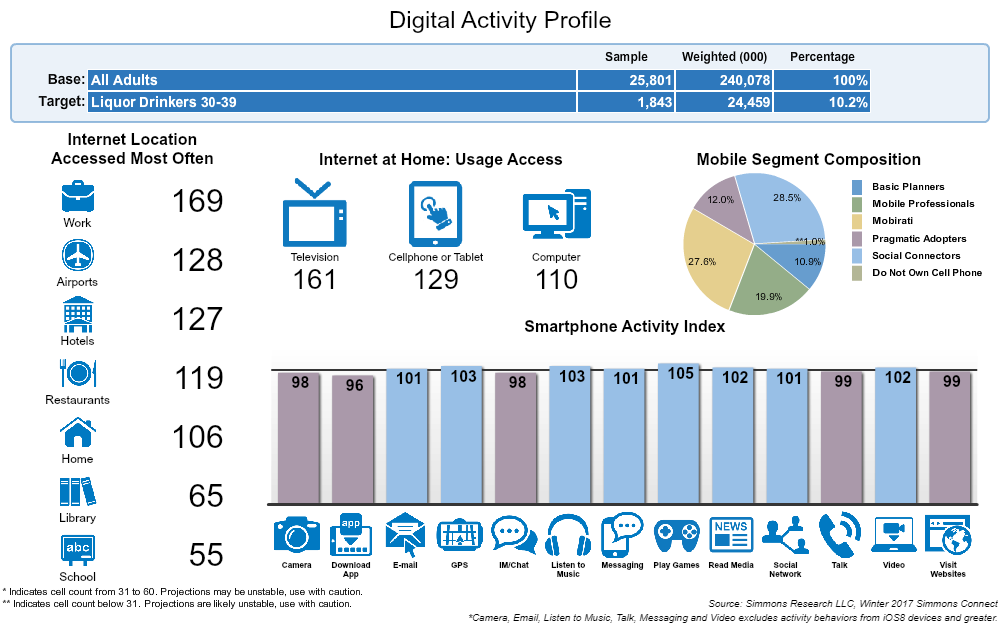 Digital Activity Profile
Sample Weighted (000) Percentage
Base: All Adults 25,801 240,078 100%
Target: Liquor Drinkers 30-39 1,843 24,459 10.2%
Internet Location
Accessed Most Often
Work 169
Airports 128
Hotels 127
Restaurants 119
Home 106
Library 65
abc
School 55
Internet at Home: Usage Access
Television Cellphone or Tablet Computer
161 129 110
Mobile Segment Composition
28.5%
**1.0%
10.9%
19.9%
27.6%
12.0%
Basic Planners
Mobile Professionals
Mobirati
Pragmatic Adopters
Social Connectors
Do Not Own Cell Phone
Smartphone Activity Index
98 96 101 103 98 103 101 105 102 101 99 102 99
app NEWS
Camera
Download
App
E-mail
GPS
IM/Chat
Listen to
Music
Messaging
Play Games
Read Media
Social
Network
Talk
Video
Visit
Websites
* Indicates cell count from 31 to 60. Projections may be unstable, use with caution.
** Indicates cell count below 31. Projections are likely unstable, use with caution.
Source: Simmons Research LLC, Winter 2017 Simmons Connect
*Camera, Email, Listen to Music, Talk, Messaging and Video excludes activity behaviors from iOS8 devices and greater.